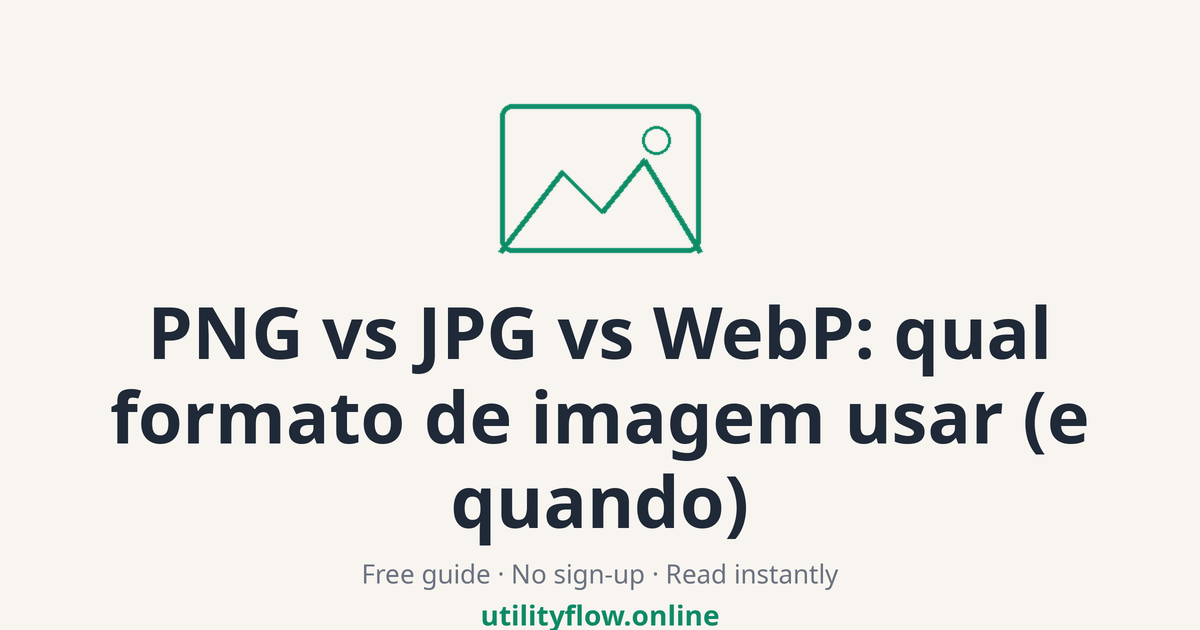 PNG vs JPG vs WebP: qual
formato de imagem usar (e
quando)
Free guide · No sign-up · Read instantly
utilityflow.online